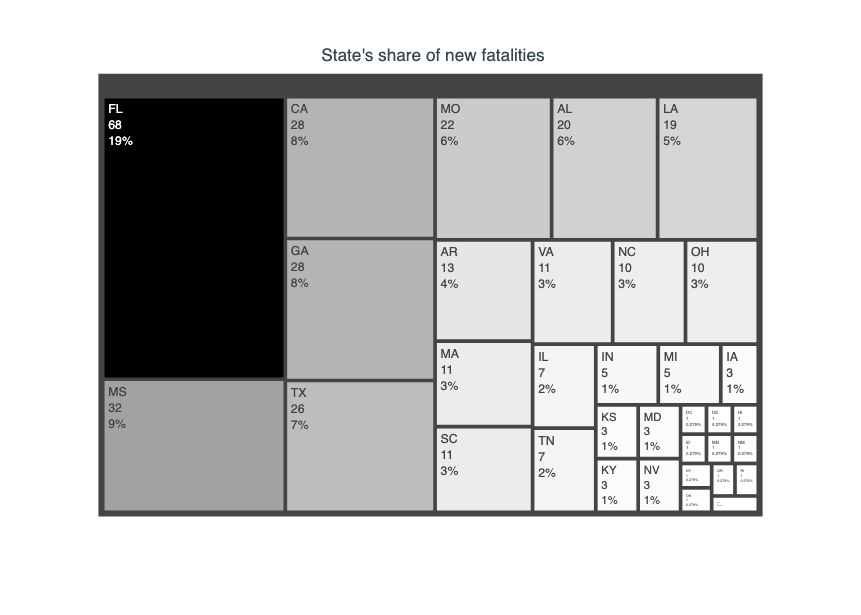 State's share of new fatalities
FL
68
19%
MS
32
9%
CA
28
8%
GA
28
8%
TX
26
7%
MO
22
6%
AL
20
6%
LA
19
5%
AR
13
4%
VA
11
3%
NC
10
3%
OH
10
3%
MA
11
3%
SC
11
3%
IL
7
2%
TN
7
2%
IN
5
1%
MI
5
1%
IA
3
1%
KS
3
1%
MD
3
1%
KY
3
1%
NV
3
1%
DC
1
0.279%
DE
1
0.279%
HI
1
0.279%
ID
1
0.279%
MN
1
0.279%
NM
1
0.279%
1
0.279%
OR
1
0.279%
1
0.279%
1
0.279%